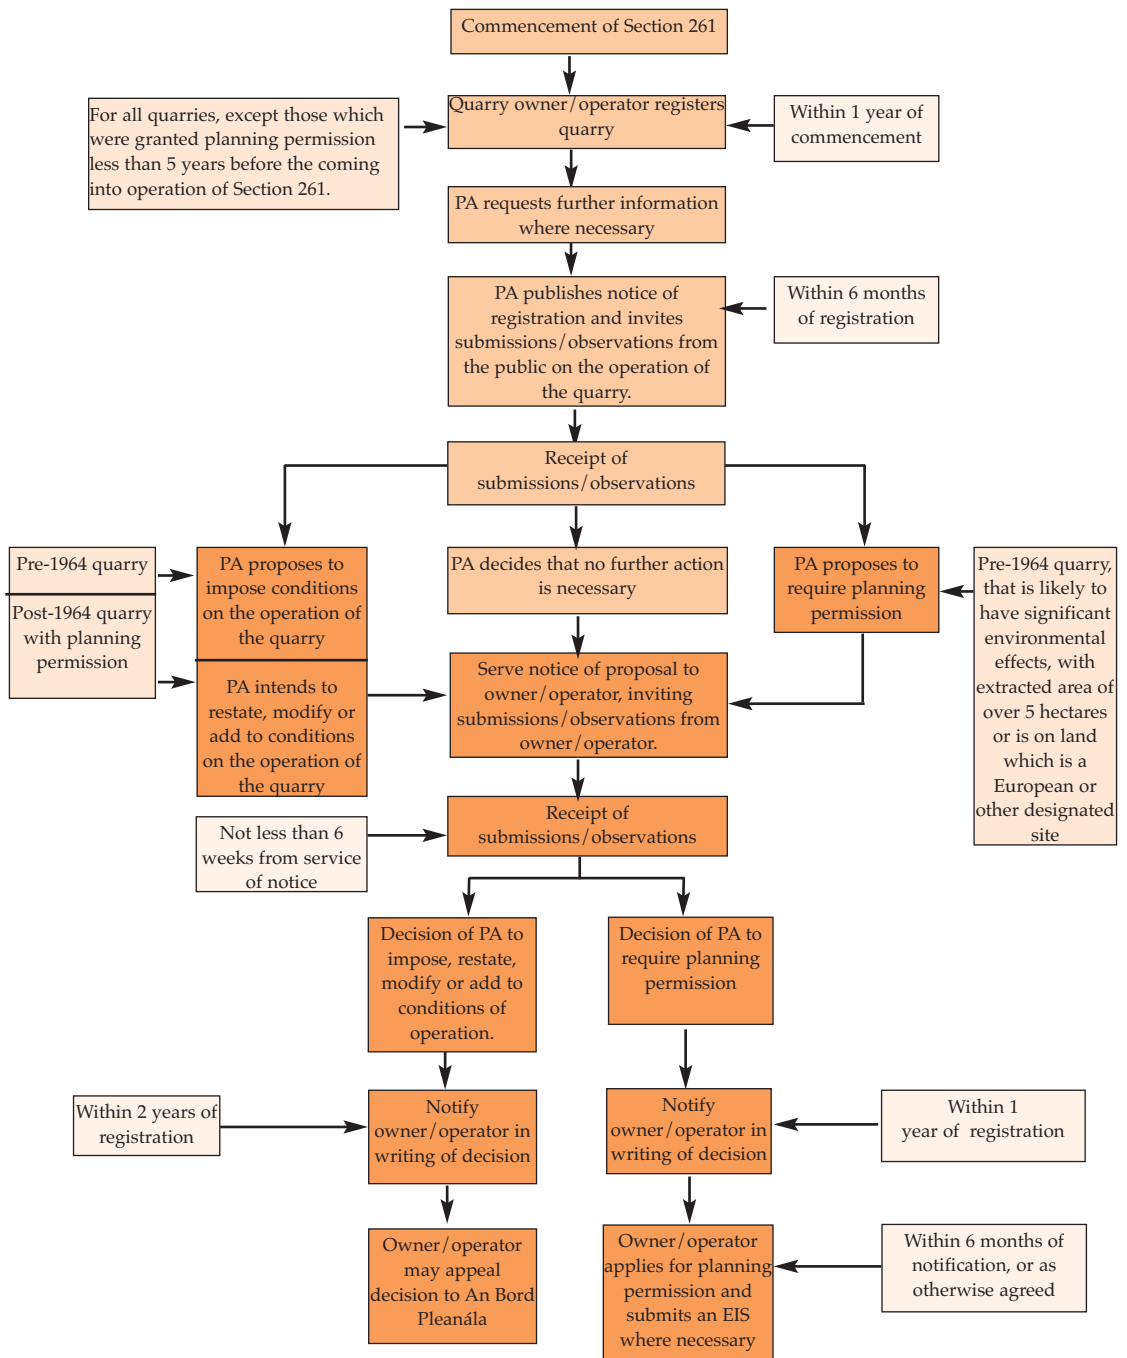 Commencement of Section 261
For all quarries, except those which
were granted planning permission
less than 5 years before the coming
into operation of Section 261.
Quarry owner/operator registers
quarry
Within 1 year of
commencement
PA requests further information
where necessary
PA publishes notice of
registration and invites
submissions/observations from
the public on the operation of
the quarry.
Within 6 months
of registration
Receipt of
submissions/observations
Pre-1964 quarry
Post-1964 quarry
with planning
permission
PA proposes to
impose conditions
on the operation of
the quarry
PA intends to
restate, modify or
add to conditions
on the operation of
the quarry
PA decides that no further action
is necessary
PA proposes to
require planning
permission
Pre-1964 quarry,
that is likely to
have significant
environmental
effects, with
extracted area of
over 5 hectares
or is on land
which is a
European or
other designated
site
Serve notice of proposal to
owner/operator, inviting
submissions/observations from
owner/operator.
Not less than 6
weeks from service
of notice
Receipt of
submissions/observations
Decision of PA to
impose, restate,
modify or add to
conditions of
operation.
Decision of PA to
require planning
permission
Within 2 years of
registration
Notify
owner/operator in
writing of decision
Notify
owner/operator in
writing of decision
Within 1
year of registration
Owner/operator
may appeal
decision to An Bord
Pleanála
Owner/operator
applies for planning
permission and
submits an EIS
where necessary
Within 6 months of
notification, or as
otherwise agreed